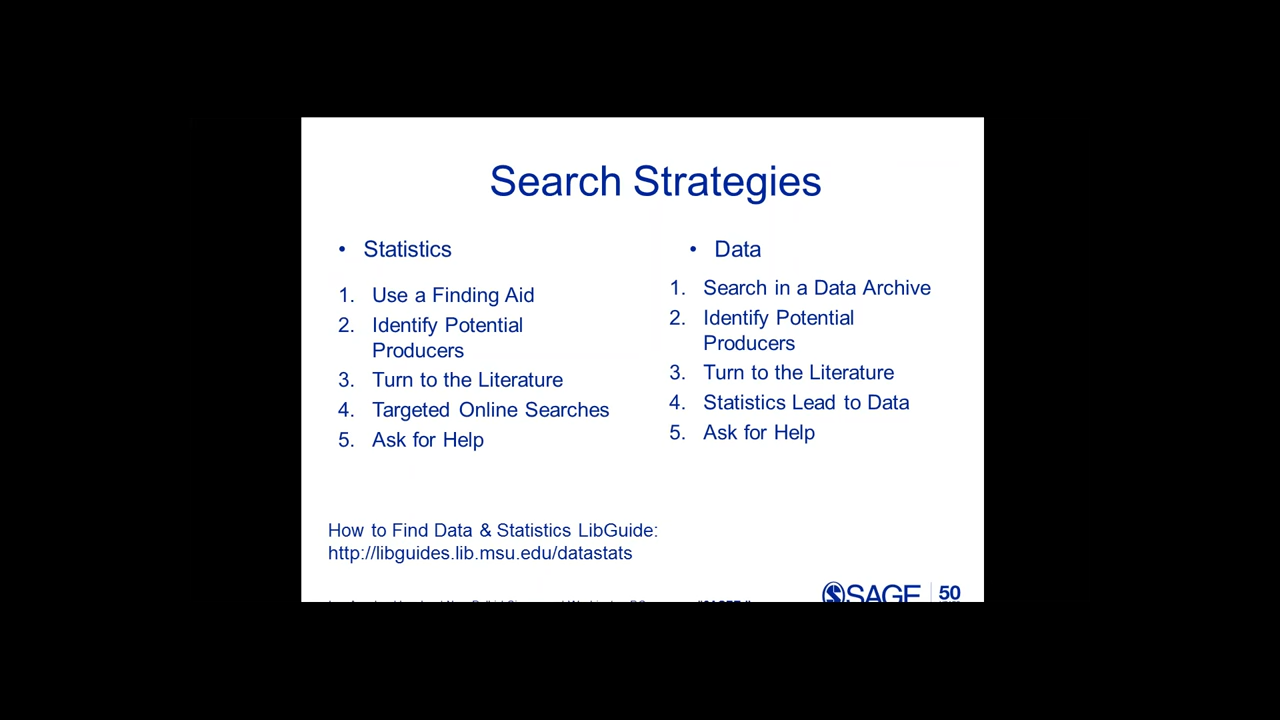 Search Strategies
• Statistics
1. Use a Finding Aid
2. Identify Potential
Producers
3. Turn to the Literature
4. Targeted Online Searches
5. Ask for Help
• Data
1. Search in a Data Archive
2. Identify Potential
Producers
3. Turn to the Literature
4. Statistics Lead to Data
5. Ask for Help
How to Find Data & Statistics LibGuide:
http://libguides.lib.msu.edu/datastats
SAGE 50